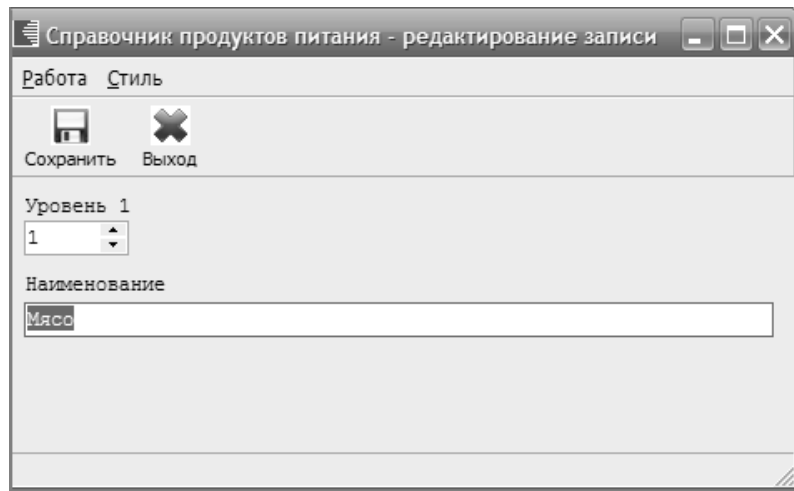 Справочник продуктов питания - редактирование записи
Работа Стиль
Сохранить Выход
Уровень 1
1
Наименование
Мясо